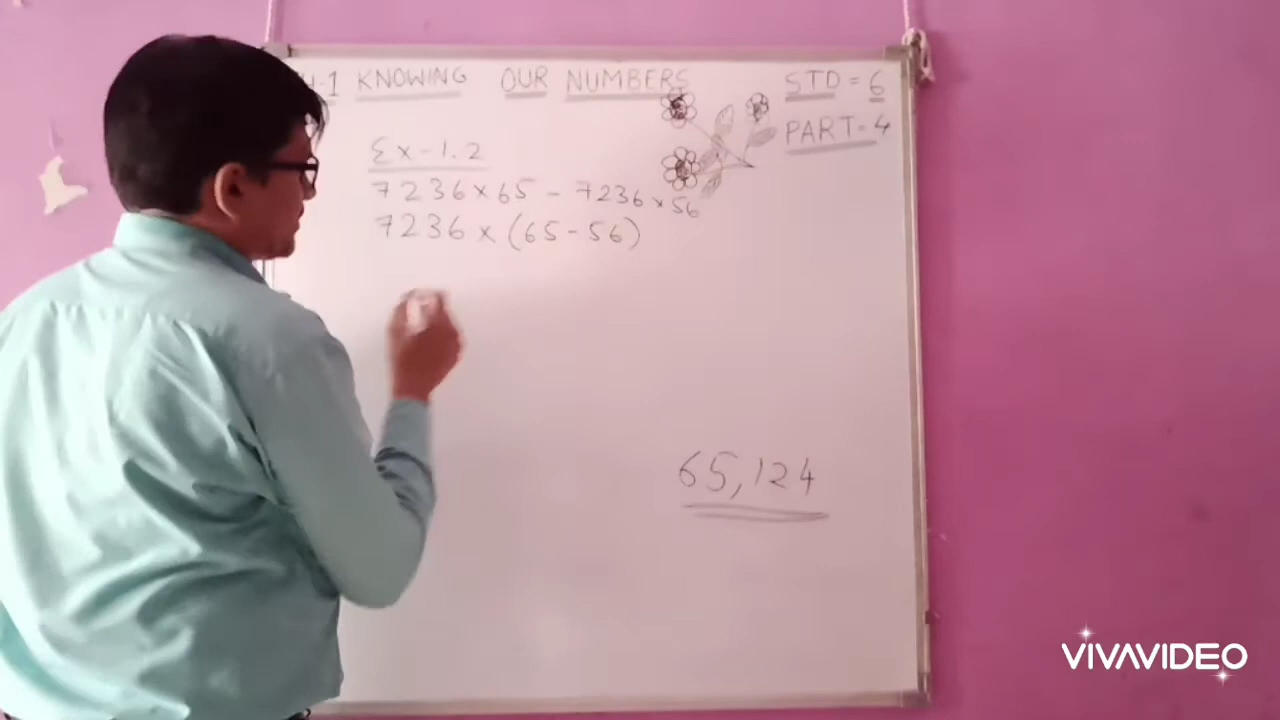 -1 KNOWING OUR NUMBERS STD = 6
PART-4
Ex-1.2
7236×65 - 7236×56
7236 × (65-56)
65,124
VIVAVIDEO